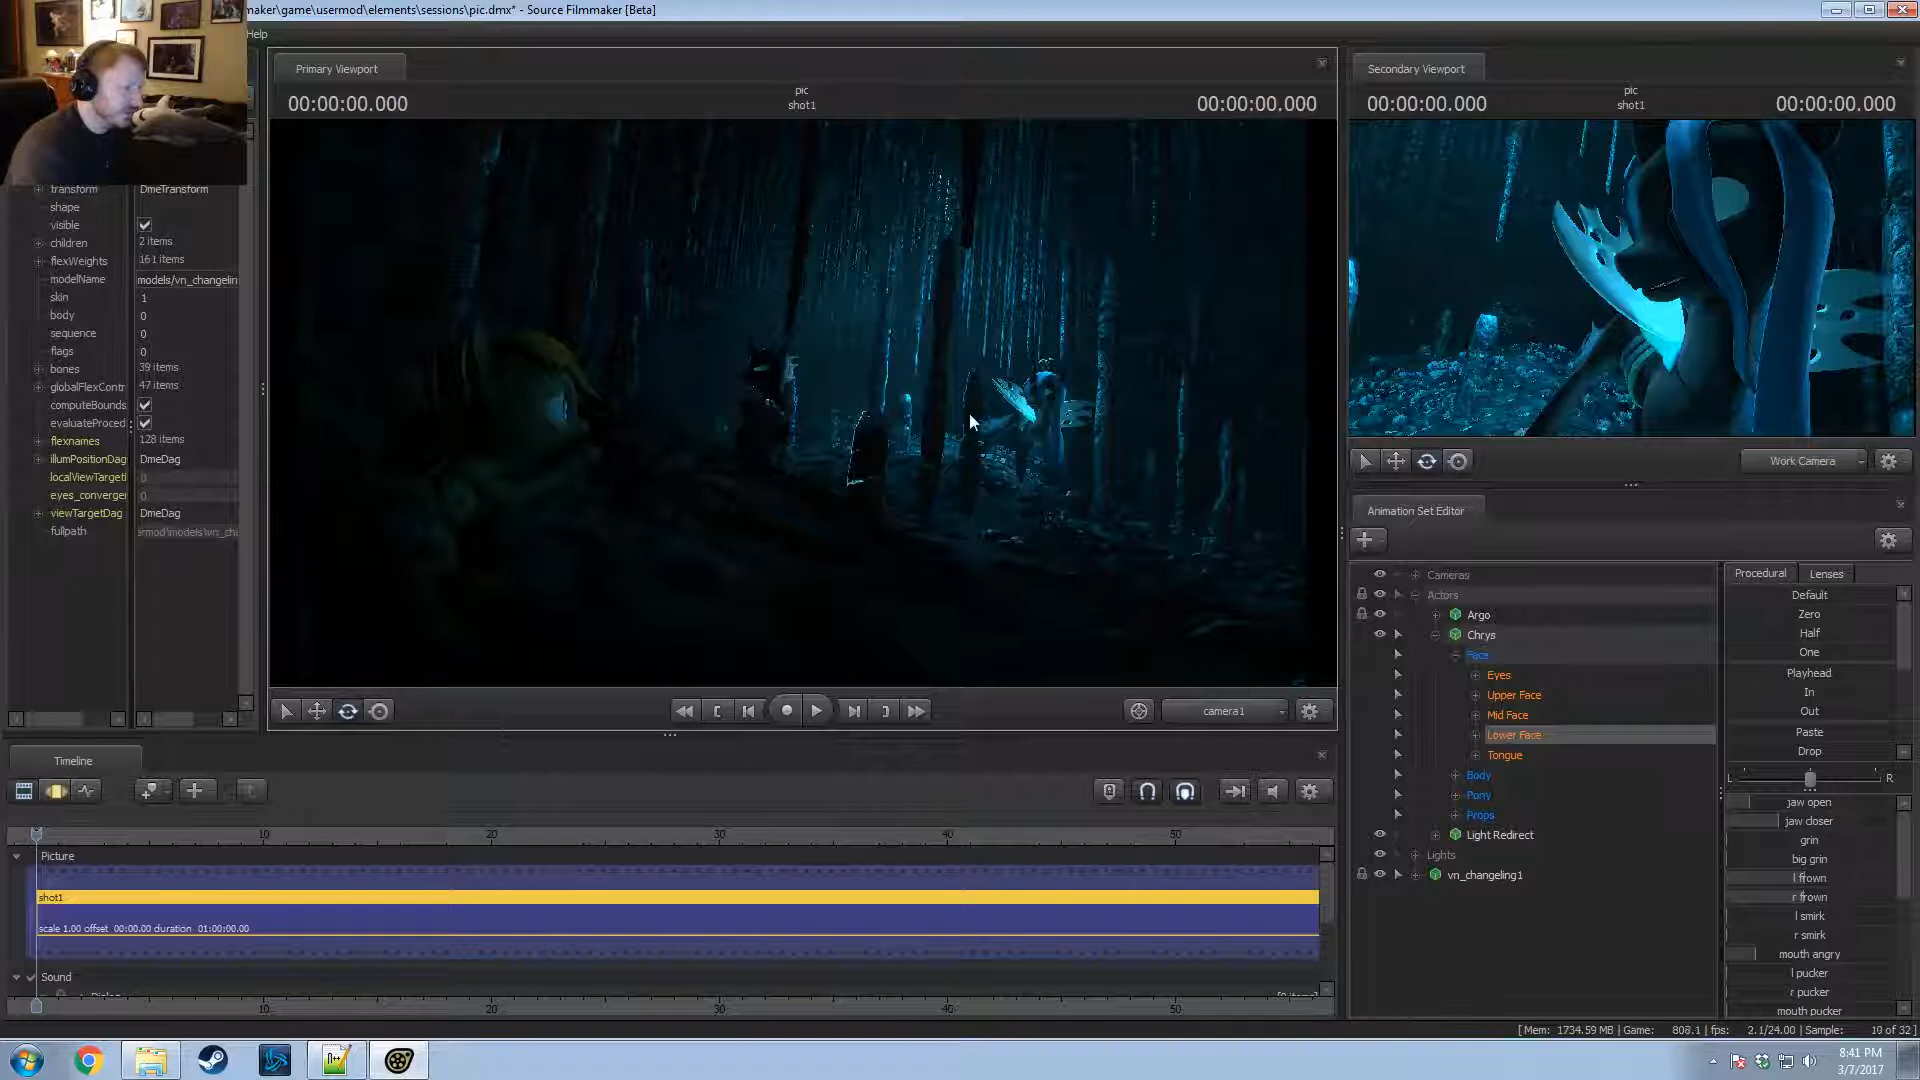 maker\game\usermod\elements\sessions\pic.dmx* - Source Filmmaker [Beta]
Help
Primary Viewport
Secondary Viewport
00:00:00.000
pic
shot1
00:00:00.000
00:00:00.000
pic
shot1
00:00:00.000
transform
DmeTransform
shape
visible
children
2 items
flexWeights
161 items
modelName
models/vn_changelin
skin
1
body
0
sequence
0
flags
0
bones
39 items
globalFlexContr
47 items
computeBounds
evaluateProced
flexnames
128 items
illumPositionDag
DmeDag
localViewTarget
0
eyes_converger
0
viewTargetDag
DmeDag
fullpath
ermod\models\vn_cha
camera1
Work Camera
Animation Set Editor
Cameras
Actors
Argo
Chrys
Face
Eyes
Upper Face
Mid Face
Lower Face
Tongue
Body
Pony
Props
Light Redirect
Lights
vn_changeling1
Procedural
Lenses
Default
Zero
Half
One
Playhead
In
Out
Paste
Drop
L
R
jaw open
jaw closer
grin
big grin
l frown
r frown
l smirk
r smirk
mouth angry
l pucker
r pucker
mouth pucker
Timeline
10
20
30
40
50
Picture
shot1
scale 1.00 offset 00:00.00 duration 01:00:00.00
Sound
10
20
30
40
50
[ Mem: 1734.59 MB | Game: 808.1 | fps: 2.1/24.00 | Sample: 10 of 32 ]
8:41 PM
3/7/2017